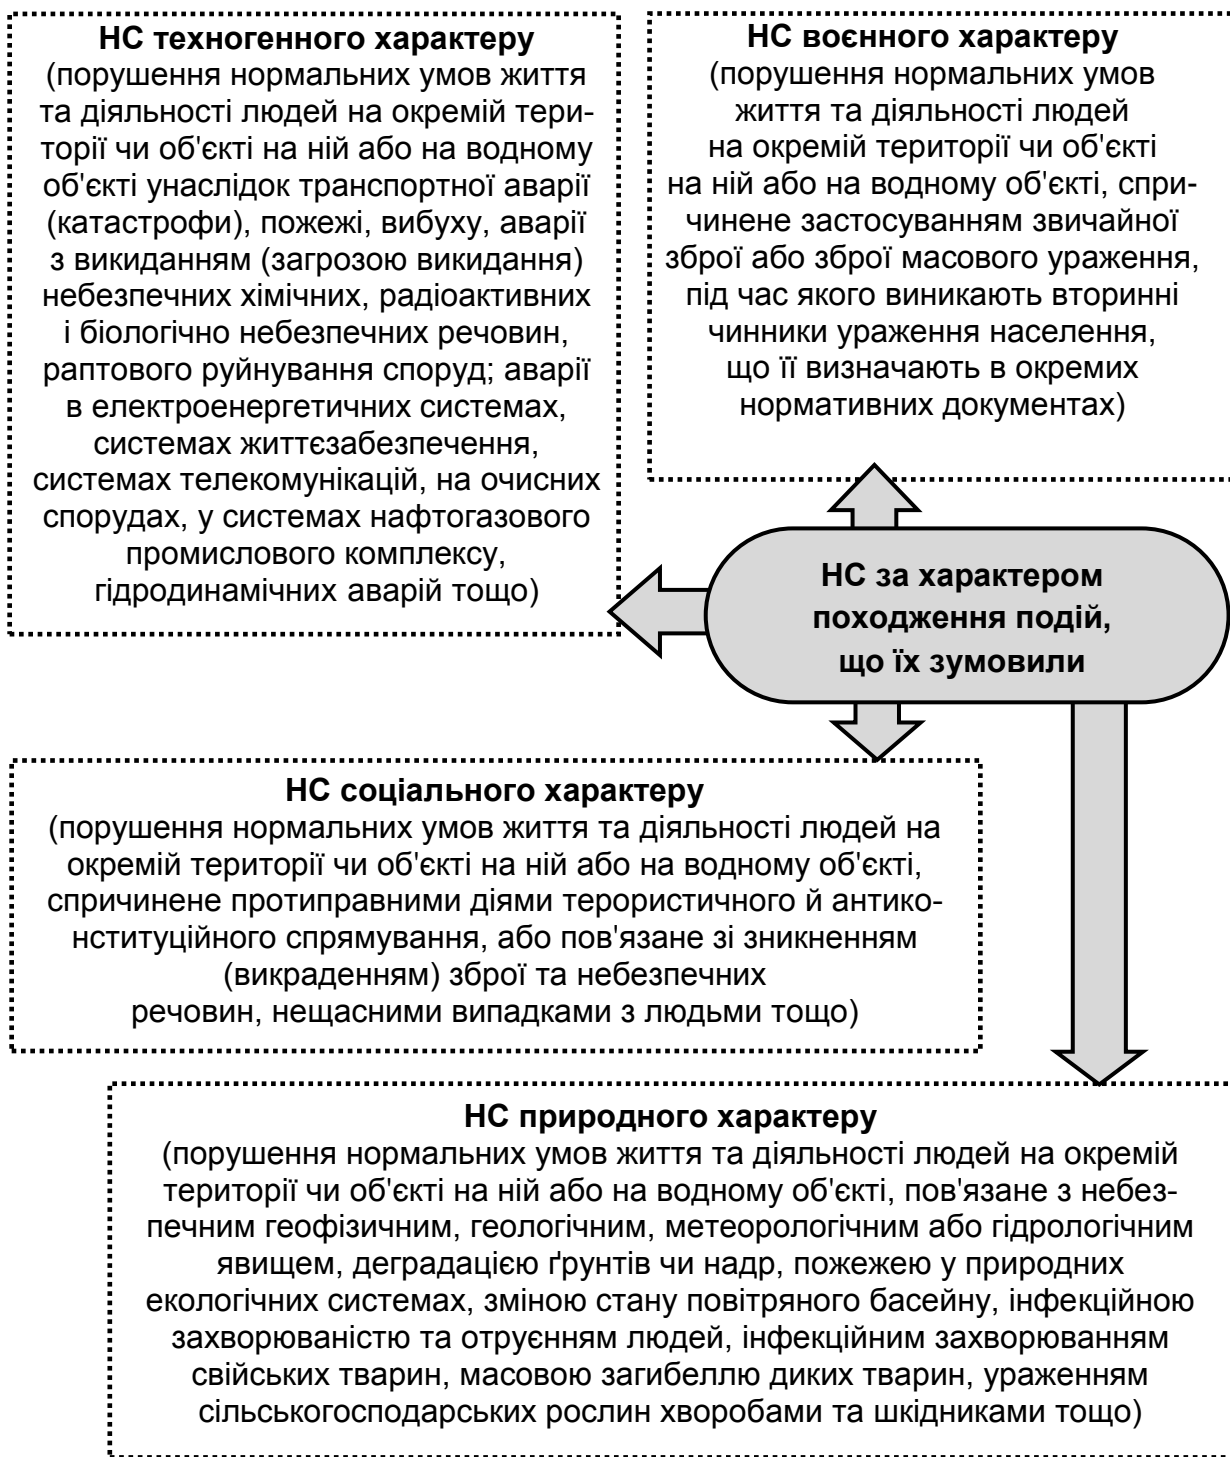 НС техногенного характеру
(порушення нормальних умов життя
та діяльності людей на окремій тери-
торії чи об'єкті на ній або на водному
об'єкті унаслідок транспортної аварії
(катастрофи), пожежі, вибуху, аварії
з викиданням (загрозою викидання)
небезпечних хімічних, радіоактивних
і біологічно небезпечних речовин,
раптового руйнування споруд; аварії
в електроенергетичних системах,
системах життєзабезпечення,
системах телекомунікацій, на очисних
спорудах, у системах нафтогазового
промислового комплексу,
гідродинамічних аварій тощо)
НС воєнного характеру
(порушення нормальних умов
життя та діяльності людей
на окремій території чи об'єкті
на ній або на водному об'єкті, спри-
чинене застосуванням звичайної
зброї або зброї масового ураження,
під час якого виникають вторинні
чинники ураження населення,
що її визначають в окремих
нормативних документах)
НС за характером
походження подій,
що їх зумовили
НС соціального характеру
(порушення нормальних умов життя та діяльності людей на
окремій території чи об'єкті на ній або на водному об'єкті,
спричинене протиправними діями терористичного й антико-
нституційного спрямування, або пов'язане зі зникненням
(викраденням) зброї та небезпечних
речовин, нещасними випадками з людьми тощо)
НС природного характеру
(порушення нормальних умов життя та діяльності людей на окремій
території чи об'єкті на ній або на водному об'єкті, пов'язане з небез-
печним геофізичним, геологічним, метеорологічним або гідрологічним
явищем, деградацією ґрунтів чи надр, пожежею у природних
екологічних системах, зміною стану повітряного басейну, інфекційною
захворюваністю та отруєнням людей, інфекційним захворюванням
свійських тварин, масовою загибеллю диких тварин, ураженням
сільськогосподарських рослин хворобами та шкідниками тощо)